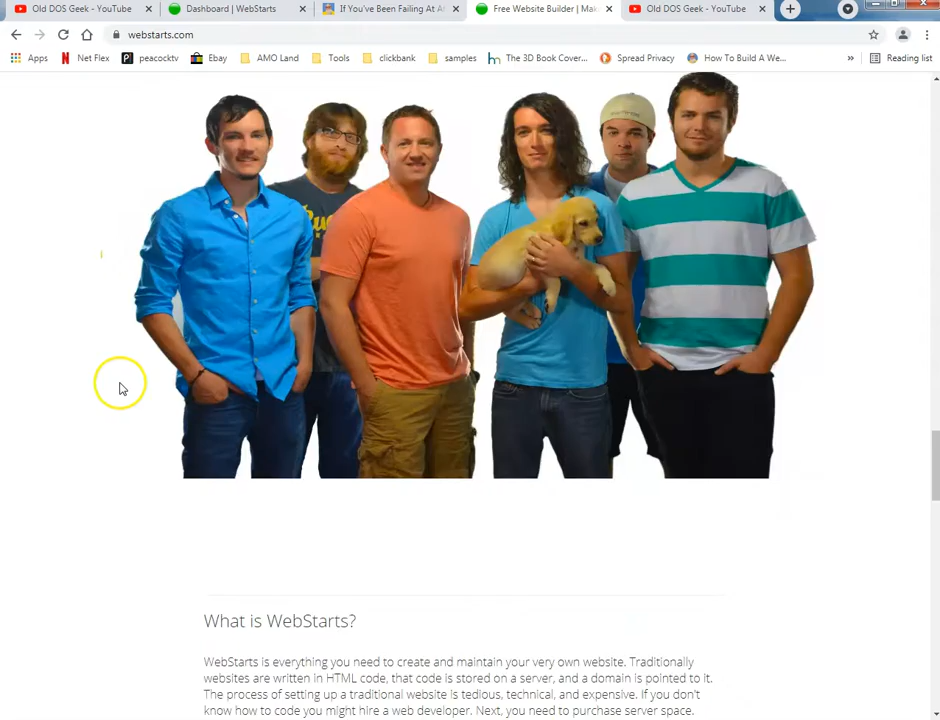 Old DOS Geek - YouTube
Dashboard | WebStarts
If You've Been Failing At A
Free Website Builder | Mak
Old DOS Geek - YouTube
webstarts.com
Apps
Net Flex
peacocktv
Ebay
AMO Land
Tools
clickbank
samples
The 3D Book Cover...
Spread Privacy
How To Build A We...
»
Reading list
What is WebStarts?
WebStarts is everything you need to create and maintain your very own website. Traditionally
websites are written in HTML code, that code is stored on a server, and a domain is pointed to it.
The process of setting up a traditional website is tedious, technical, and expensive. If you don't
know how to code you might hire a web developer. Next, you need to purchase server space.